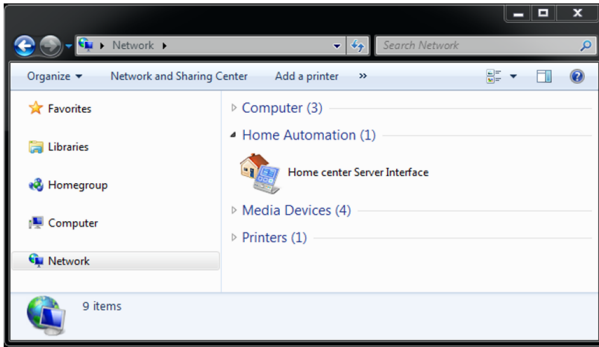 Network
Search Network
Organize Network and Sharing Center Add a printer »
Favorites
Libraries
Homegroup
Computer
Network
Computer (3)
Home Automation (1)
Home center Server Interface
Media Devices (4)
Printers (1)
9 items